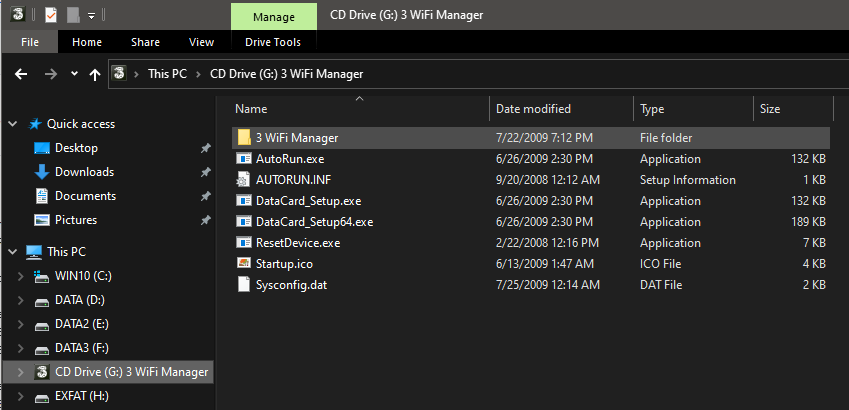 Manage
CD Drive (G:) 3 WiFi Manager
File
Home
Share
View
Drive Tools
This PC
CD Drive (G:) 3 WiFi Manager
Name
Date modified
Type
Size
Quick access
Desktop
Downloads
Documents
Pictures
This PC
WIN10 (C:)
DATA (D:)
DATA2 (E:)
DATA3 (F:)
CD Drive (G:) 3 WiFi Manager
EXFAT (H:)
3 WiFi Manager 7/22/2009 7:12 PM File folder
AutoRun.exe 6/26/2009 2:30 PM Application 132 KB
AUTORUN.INF 9/20/2008 12:12 AM Setup Information 1 KB
DataCard_Setup.exe 6/26/2009 2:30 PM Application 132 KB
DataCard_Setup64.exe 6/26/2009 2:30 PM Application 189 KB
ResetDevice.exe 2/22/2008 12:16 PM Application 7 KB
Startup.ico 6/13/2009 1:47 AM ICO File 4 KB
Sysconfig.dat 7/25/2009 12:14 AM DAT File 2 KB